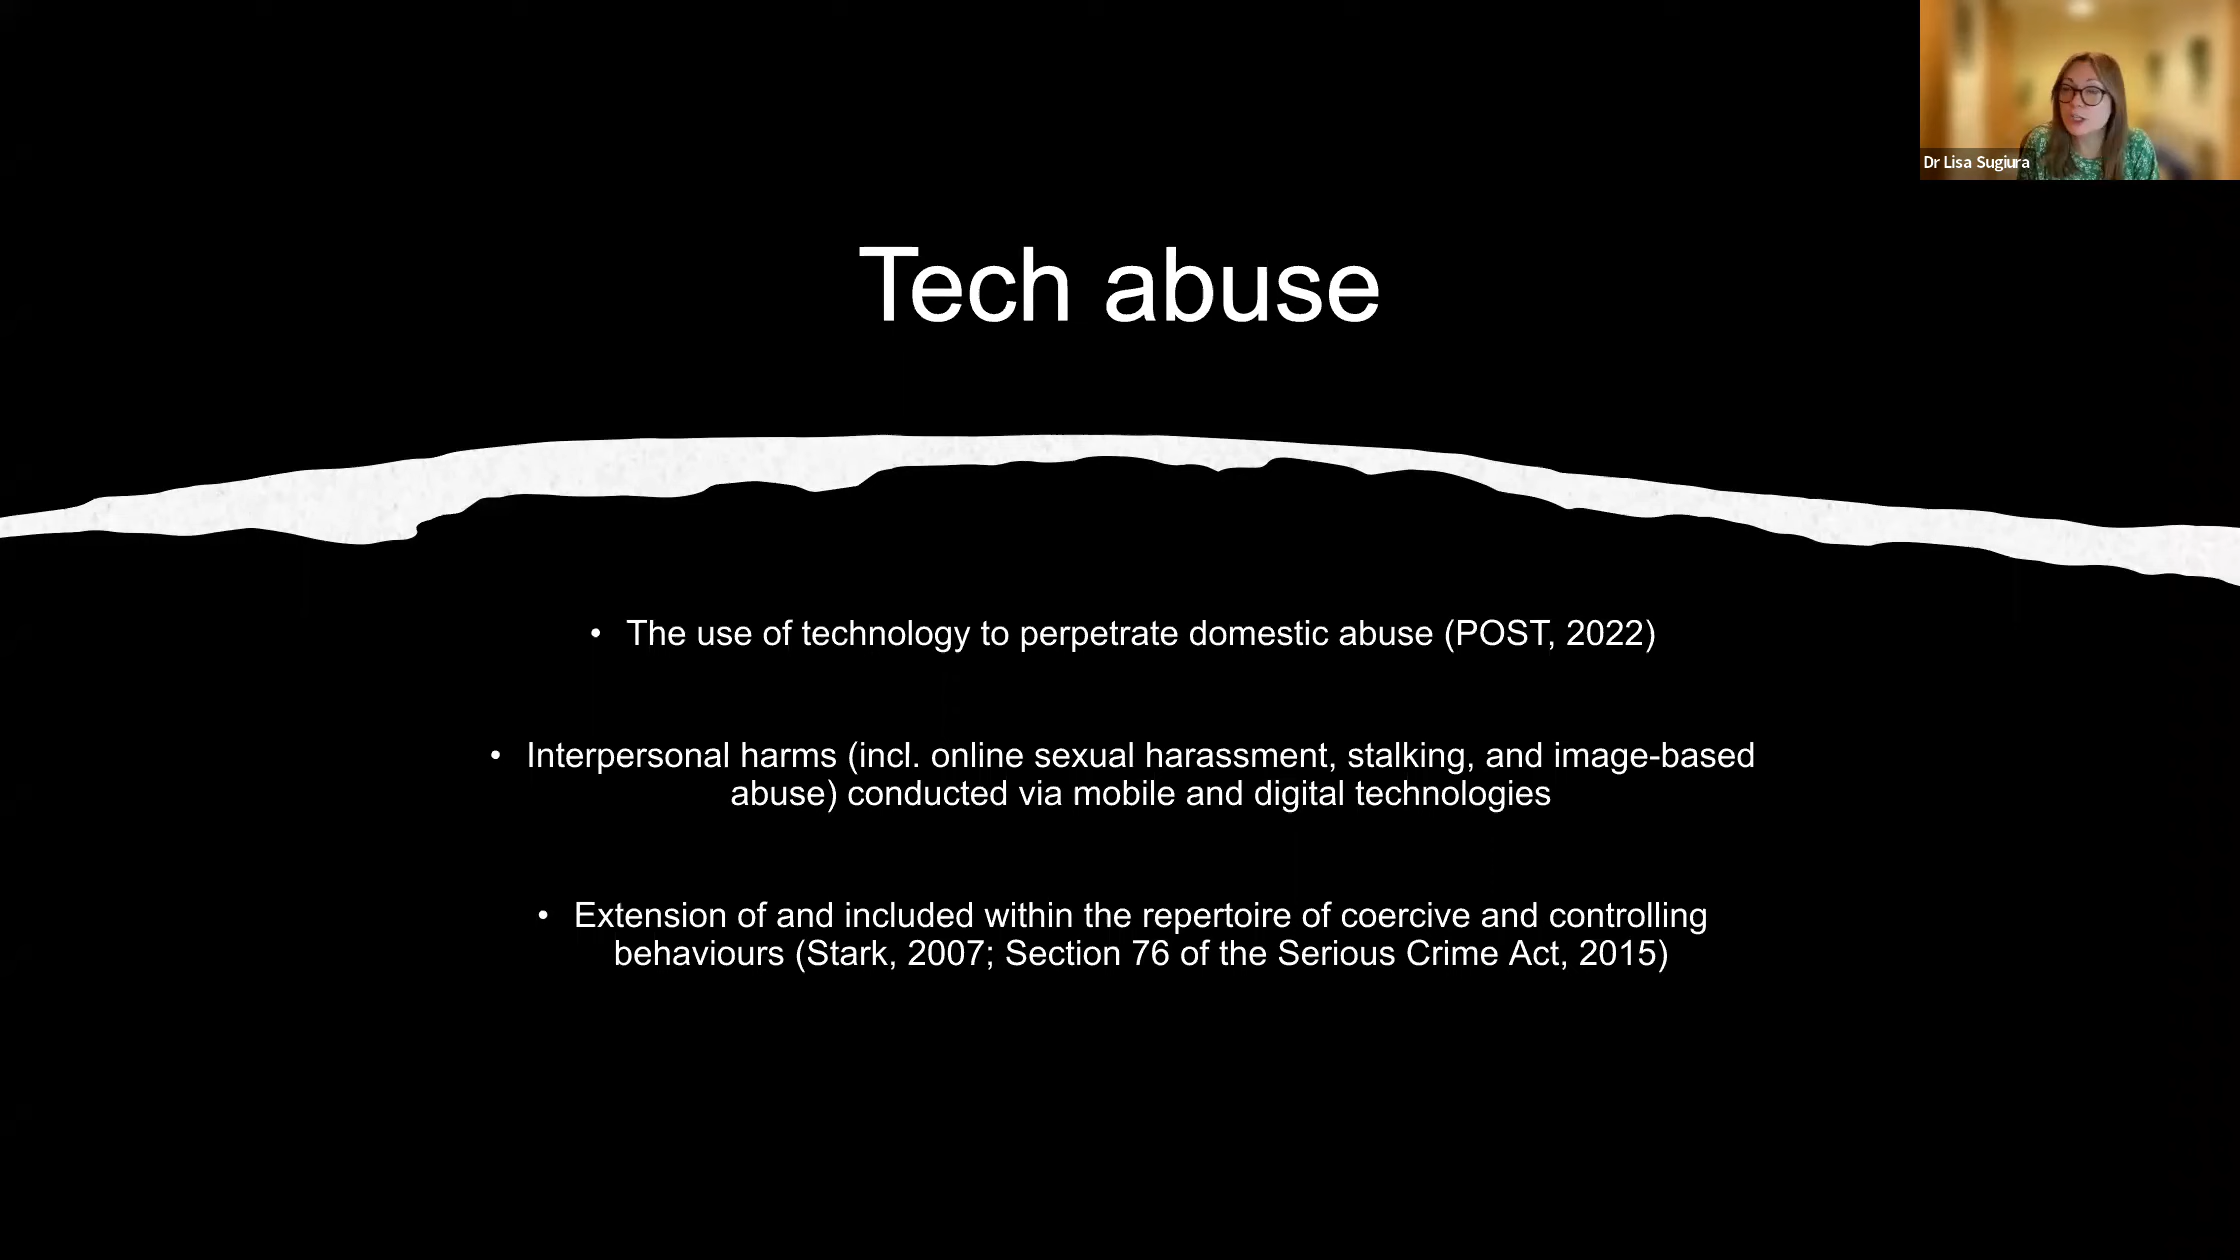 Dr Lisa Sugiura
Tech abuse
• The use of technology to perpetrate domestic abuse (POST, 2022)
• Interpersonal harms (incl. online sexual harassment, stalking, and image-based
abuse) conducted via mobile and digital technologies
• Extension of and included within the repertoire of coercive and controlling
behaviours (Stark, 2007; Section 76 of the Serious Crime Act, 2015)